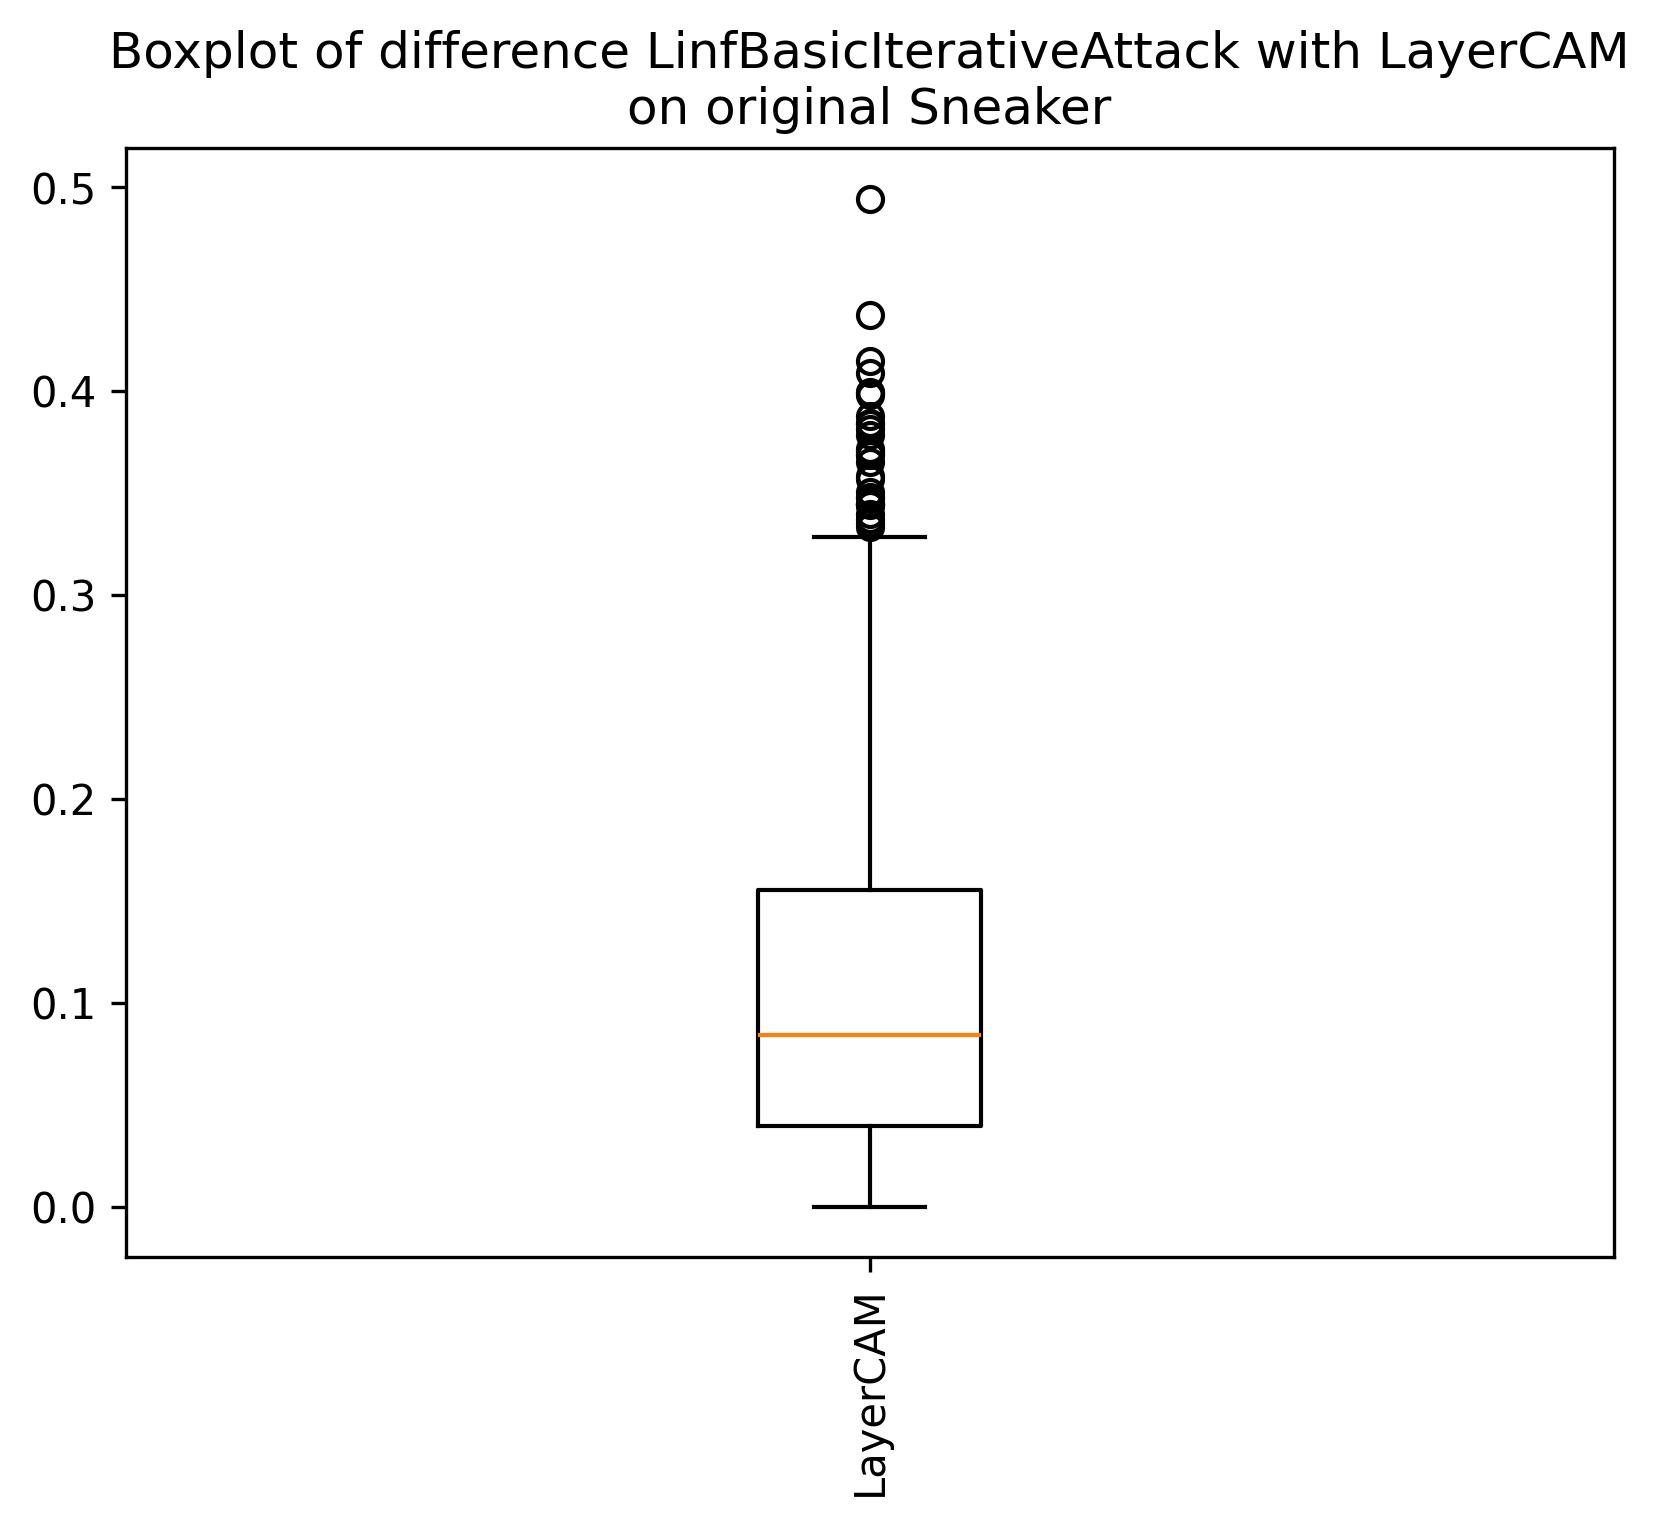 Boxplot of difference LinfBasicIterativeAttack with LayerCAM
on original Sneaker
0.5
0.4
0.3
0.2
0.1
0.0
LayerCAM